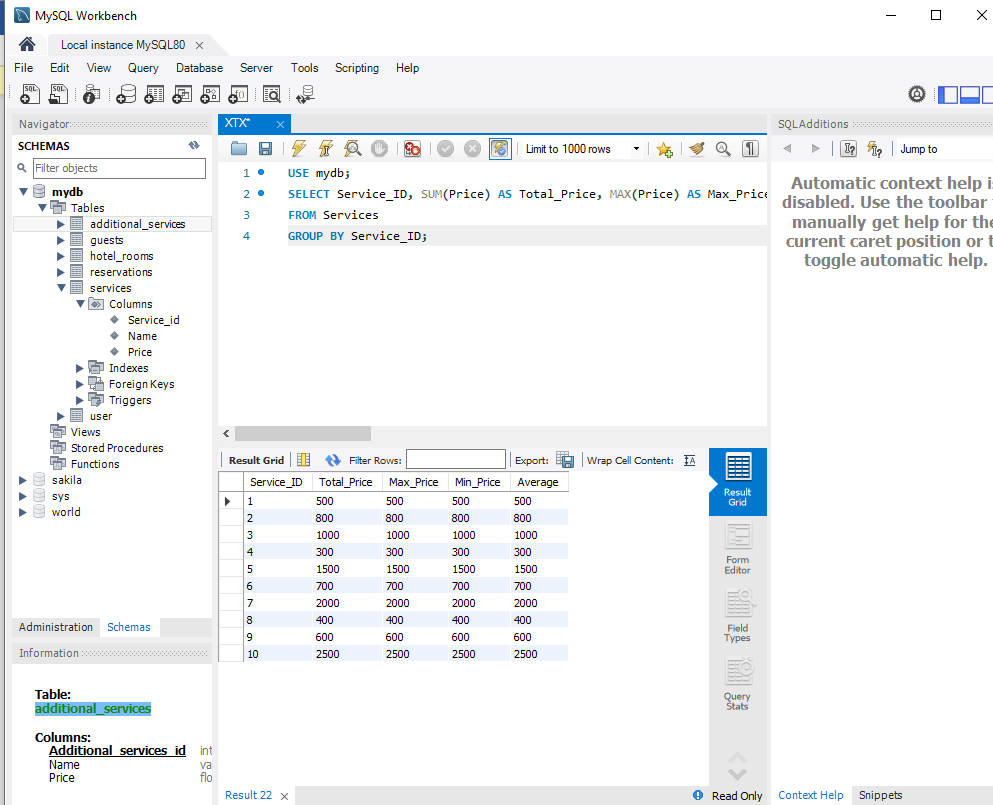 MySQL Workbench
Local instance MySQL80
File Edit View Query Database Server Tools Scripting Help
Navigator
SCHEMAS
Filter objects
mydb
Tables
additional_services
guests
hotel_rooms
reservations
services
Columns
Service_id
Name
Price
Indexes
Foreign Keys
Triggers
user
Views
Stored Procedures
Functions
sakila
sys
world
Administration Schemas
Information
Table:
additional_services
Columns:
Additional_services_id int
Name va
Price flo
XTX*
Limit to 1000 rows
1 USE mydb;
2 SELECT Service_ID, SUM(Price) AS Total_Price, MAX(Price) AS Max_Price
3 FROM Services
4 GROUP BY Service_ID;
Result Grid Filter Rows: Export: Wrap Cell Content:
Service_ID Total_Price Max_Price Min_Price Average
1 500 500 500 500
2 800 800 800 800
3 1000 1000 1000 1000
4 300 300 300 300
5 1500 1500 1500 1500
6 700 700 700 700
7 2000 2000 2000 2000
8 400 400 400 400
9 600 600 600 600
10 2500 2500 2500 2500
Result
Grid
Form
Editor
Field
Types
Query
Stats
Result 22
Read Only
SQLAdditions
Jump to
Automatic context help is
disabled. Use the toolbar
manually get help for the
current caret position or t
toggle automatic help.
Context Help Snippets